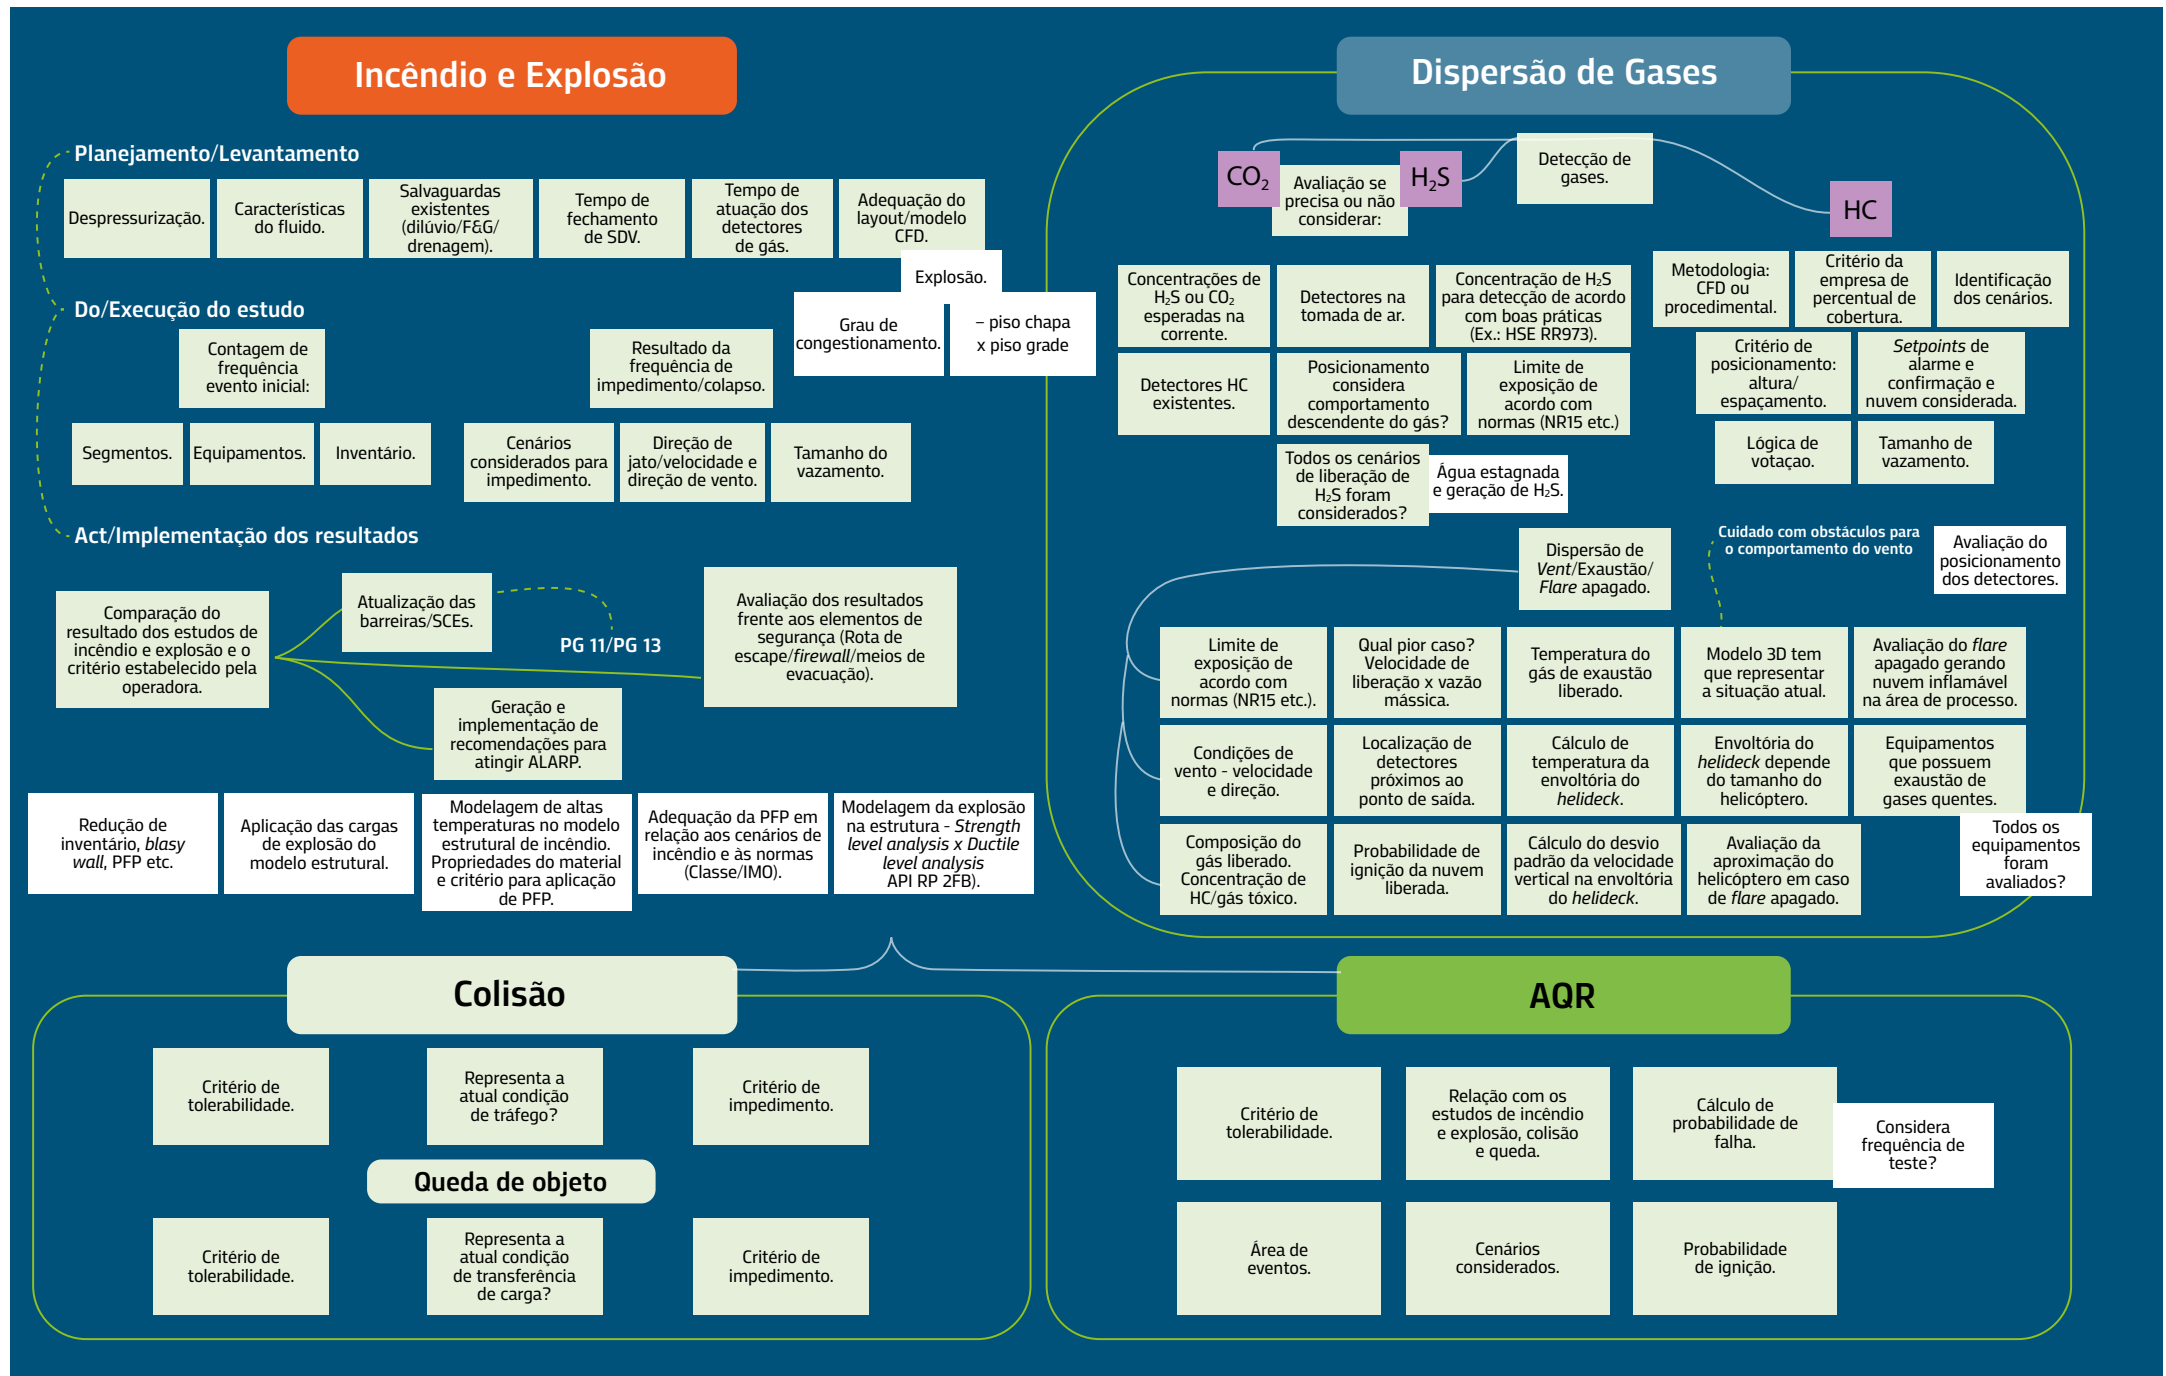 Incêndio e Explosão
Planejamento/Levantamento
Despressurização.
Características
do fluido.
Salvaguardas
existentes
(dilúvio/F&G/
drenagem).
Tempo de
fechamento
de SDV.
Tempo de
atuação dos
detectores
de gás.
Adequação do
layout/modelo
CFD.
Explosão.
Grau de
congestionamento.
– piso chapa
x piso grade
Do/Execução do estudo
Contagem de
frequência
evento inicial:
Resultado da
frequência de
impedimento/colapso.
Segmentos.
Equipamentos.
Inventário.
Cenários
considerados para
impedimento.
Direção de
jato/velocidade e
direção de vento.
Tamanho do
vazamento.
Act/Implementação dos resultados
Comparação do
resultado dos estudos de
incêndio e explosão e o
critério estabelecido pela
operadora.
Atualização das
barreiras/SCEs.
PG 11/PG 13
Avaliação dos resultados
frente aos elementos de
segurança (Rota de
escape/firewall/meios de
evacuação).
Geração e
implementação de
recomendações para
atingir ALARP.
Redução de
inventário, blasy
wall, PFP etc.
Aplicação das cargas
de explosão do
modelo estrutural.
Modelagem de altas
temperaturas no modelo
estrutural de incêndio.
Propriedades do material
e critério para aplicação
de PFP.
Adequação da PFP em
relação aos cenários de
incêndio e às normas
(Classe/IMO).
Modelagem da explosão
na estrutura - Strength
level analysis x Ductile
level analysis
API RP 2FB).
Dispersão de Gases
CO₂
Avaliação se
precisa ou não
considerar:
H₂S
Detecção de
gases.
HC
Concentrações de
H₂S ou CO₂
esperadas na
corrente.
Detectores na
tomada de ar.
Concentração de H₂S
para detecção de acordo
com boas práticas
(Ex.: HSE RR973).
Detectores HC
existentes.
Posicionamento
considera
comportamento
descendente do gás?
Limite de
exposição de
acordo com
normas (NR15 etc.)
Todos os cenários
de liberação de
H₂S foram
considerados?
Água estagnada
e geração de H₂S.
Metodologia:
CFD ou
procedimental.
Critério da
empresa de
percentual de
cobertura.
Identificação
dos cenários.
Critério de
posicionamento:
altura/
espaçamento.
Setpoints de
alarme e
confirmação e
nuvem considerada.
Lógica de
votaçao.
Tamanho de
vazamento.
Dispersão de
Vent/Exaustão/
Flare apagado.
Cuidado com obstáculos para
o comportamento do vento
Avaliação do
posicionamento
dos detectores.
Limite de
exposição de
acordo com
normas (NR15 etc.).
Qual pior caso?
Velocidade de
liberação x vazão
mássica.
Temperatura do
gás de exaustão
liberado.
Modelo 3D tem
que representar
a situação atual.
Avaliação do flare
apagado gerando
nuvem inflamável
na área de processo.
Condições de
vento - velocidade
e direção.
Localização de
detectores
próximos ao
ponto de saída.
Cálculo de
temperatura da
envoltória do
helideck.
Envoltória do
helideck depende
do tamanho do
helicóptero.
Equipamentos
que possuem
exaustão de
gases quentes.
Composição do
gás liberado.
Concentração de
HC/gás tóxico.
Probabilidade de
ignição da nuvem
liberada.
Cálculo do desvio
padrão da velocidade
vertical na envoltória
do helideck.
Avaliação da
aproximação do
helicóptero em caso
de flare apagado.
Todos os
equipamentos
foram
avaliados?
Colisão
Critério de
tolerabilidade.
Representa a
atual condição
de tráfego?
Critério de
impedimento.
Queda de objeto
Critério de
tolerabilidade.
Representa a
atual condição
de transferência
de carga?
Critério de
impedimento.
AQR
Critério de
tolerabilidade.
Relação com os
estudos de incêndio
e explosão, colisão
e queda.
Cálculo de
probabilidade de
falha.
Considera
frequência de
teste?
Área de
eventos.
Cenários
considerados.
Probabilidade
de ignição.